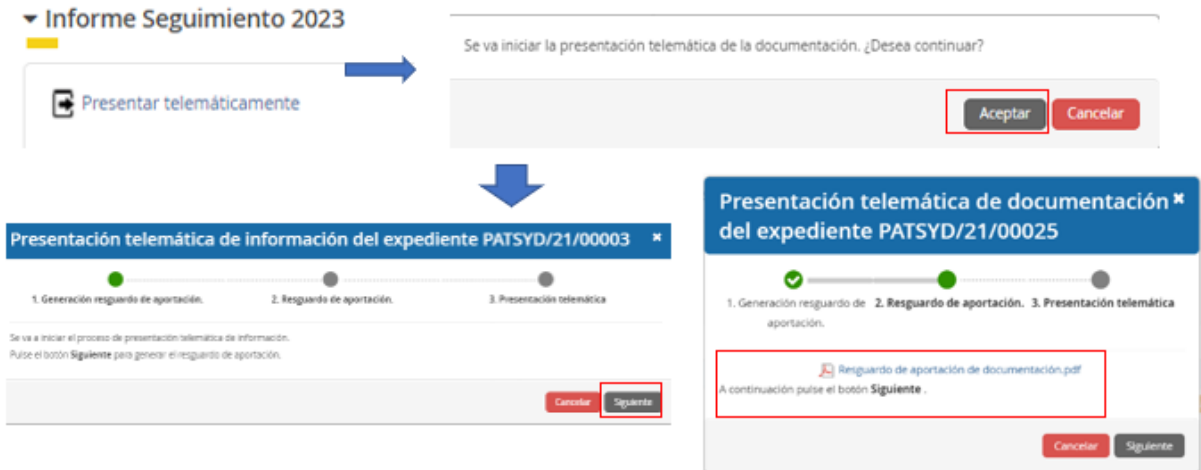 Informe Seguimiento 2023
Presentar telemáticamente
Se va iniciar la presentación telemática de la documentación. ¿Desea continuar?
Aceptar Cancelar
Presentación telemática de información del expediente PATSYD/21/00003 ×
1. Generación resguardo de aportación. 2. Resguardo de aportación. 3. Presentación telemática
Se va a iniciar el proceso de presentación telemática de información.
Pulse el botón Siguiente para generar el resguardo de aportación.
Cancelar Siguiente
Presentación telemática de documentación ×
del expediente PATSYD/21/00025
1. Generación resguardo de 2. Resguardo de aportación. 3. Presentación telemática
aportación.
Resguardo de aportación de documentación.pdf
A continuación pulse el botón Siguiente .
Cancelar Siguiente